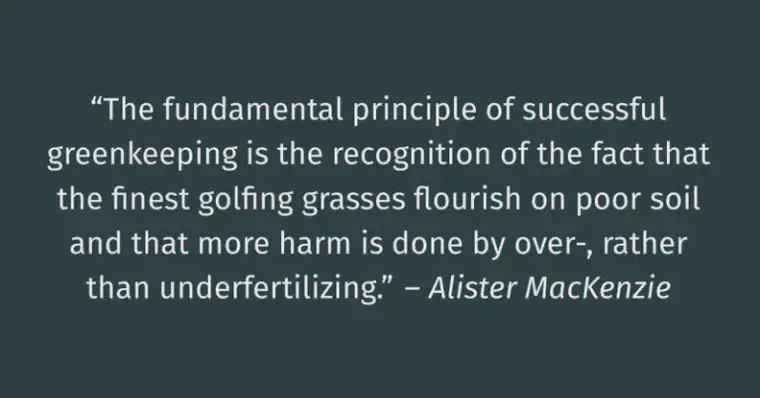 “The fundamental principle of successful
greenkeeping is the recognition of the fact that
the finest golfing grasses flourish on poor soil
and that more harm is done by over-, rather
than underfertilizing.” – Alister MacKenzie